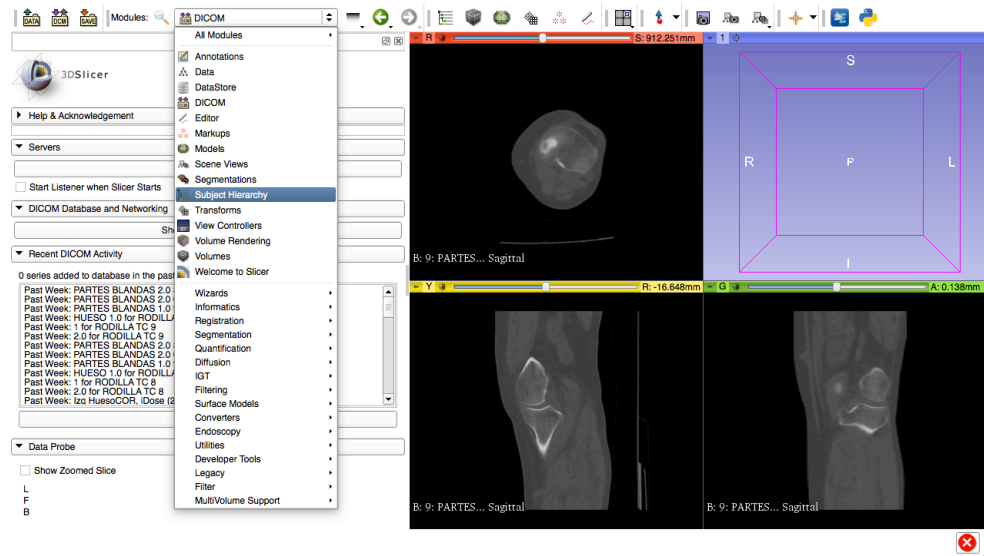 DATA
DCM
SAVE
Modules:
DICOM
All Modules
Annotations
Data
DataStore
DICOM
Editor
Markups
Models
Scene Views
Segmentations
Subject Hierarchy
Transforms
View Controllers
Volume Rendering
Volumes
Welcome to Slicer
Wizards
Informatics
Registration
Segmentation
Quantification
Diffusion
IGT
Filtering
Surface Models
Converters
Endoscopy
Utilities
Developer Tools
Legacy
Filter
MultiVolume Support
3DSlicer
Help & Acknowledgement
Servers
Start Listener when Slicer Starts
DICOM Database and Networking
Recent DICOM Activity
0 series added to database in the past
Past Week: PARTES BLANDAS 2.0
Past Week: PARTES BLANDAS 2.0
Past Week: PARTES BLANDAS 1.0
Past Week: HUESO 1.0 for RODILLA
Past Week: 1 for RODILLA TC 9
Past Week: 2.0 for RODILLA TC 9
Past Week: PARTES BLANDAS 2.0
Past Week: PARTES BLANDAS 2.0
Past Week: PARTES BLANDAS 1.0
Past Week: HUESO 1.0 for RODILLA
Past Week: 1 for RODILLA TC 8
Past Week: 2.0 for RODILLA TC 8
Past Week: Izq HuesoCOR, iDose (2
Data Probe
Show Zoomed Slice
L
F
B
R
S: 912.251mm
B: 9: PARTES... Sagittal
1
S
R
P
L
I
Y
R: -16.648mm
B: 9: PARTES... Sagittal
G
A: 0.138mm
B: 9: PARTES... Sagittal